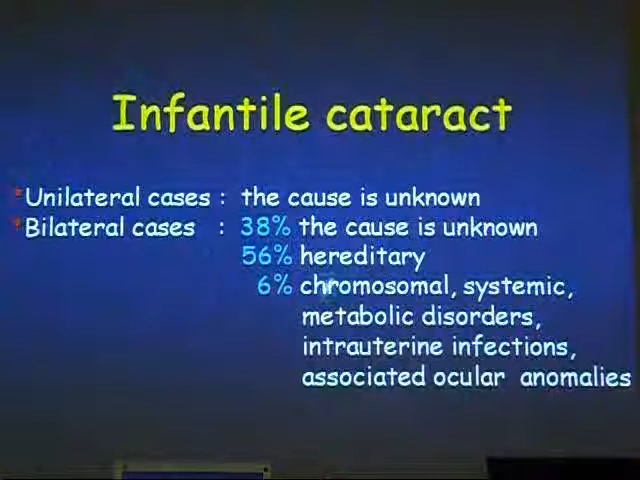 Infantile cataract
*Unilateral cases : the cause is unknown
*Bilateral cases : 38% the cause is unknown
56% hereditary
6% chromosomal, systemic,
metabolic disorders,
intrauterine infections,
associated ocular anomalies